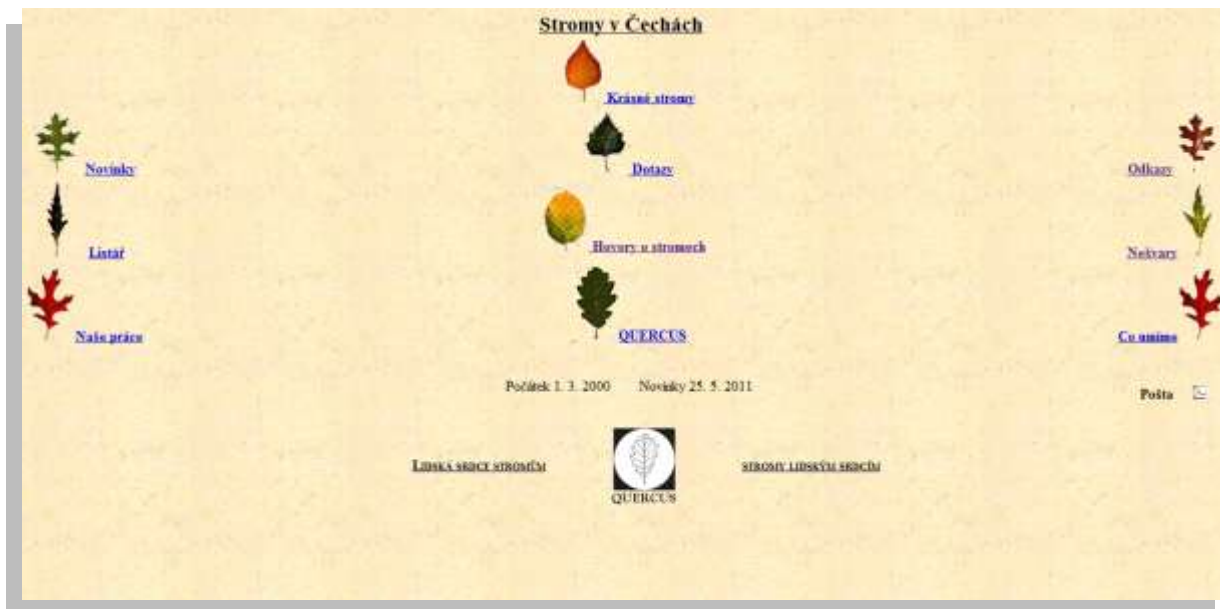 Stromy v Čechách
Krásné stromy
Novinky Dotazy Odkazy
Listář Hovory o stromech Nešvary
Naše práce QUERCUS Co umíme
Počátek 1. 3. 2000 Novinky 25. 5. 2011 Pošta
LIDSKÁ SRDCE STROMŮM STROMY LIDSKÝM SRDCÍM
QUERCUS